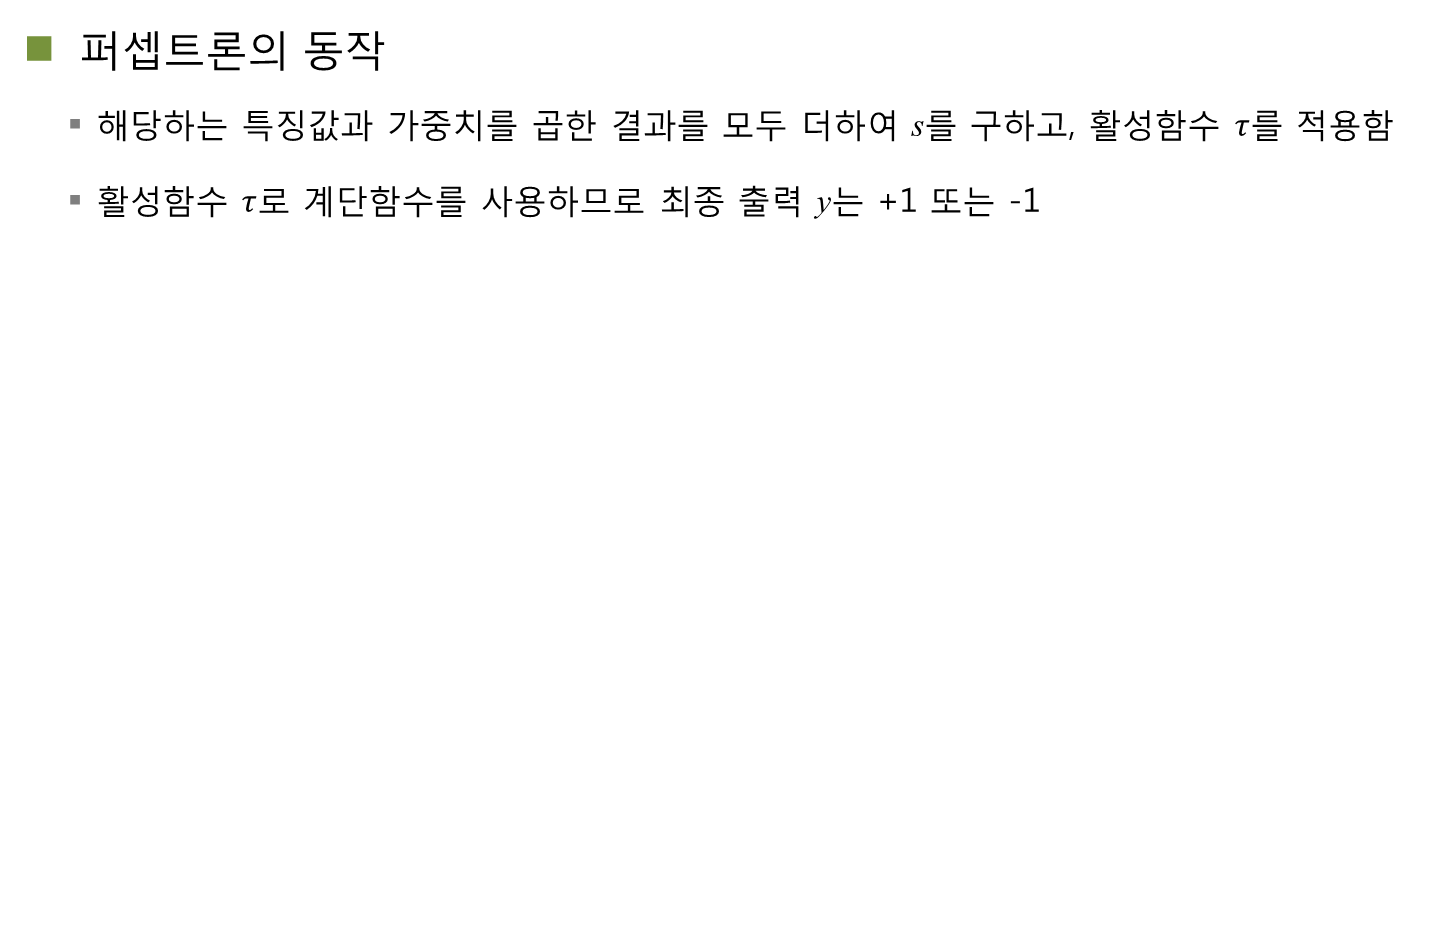 퍼셉트론의 동작
해당하는 특징값과 가중치를 곱한 결과를 모두 더하여 s를 구하고, 활성함수 τ를 적용함
활성함수 τ로 계단함수를 사용하므로 최종 출력 y는 +1 또는 -1